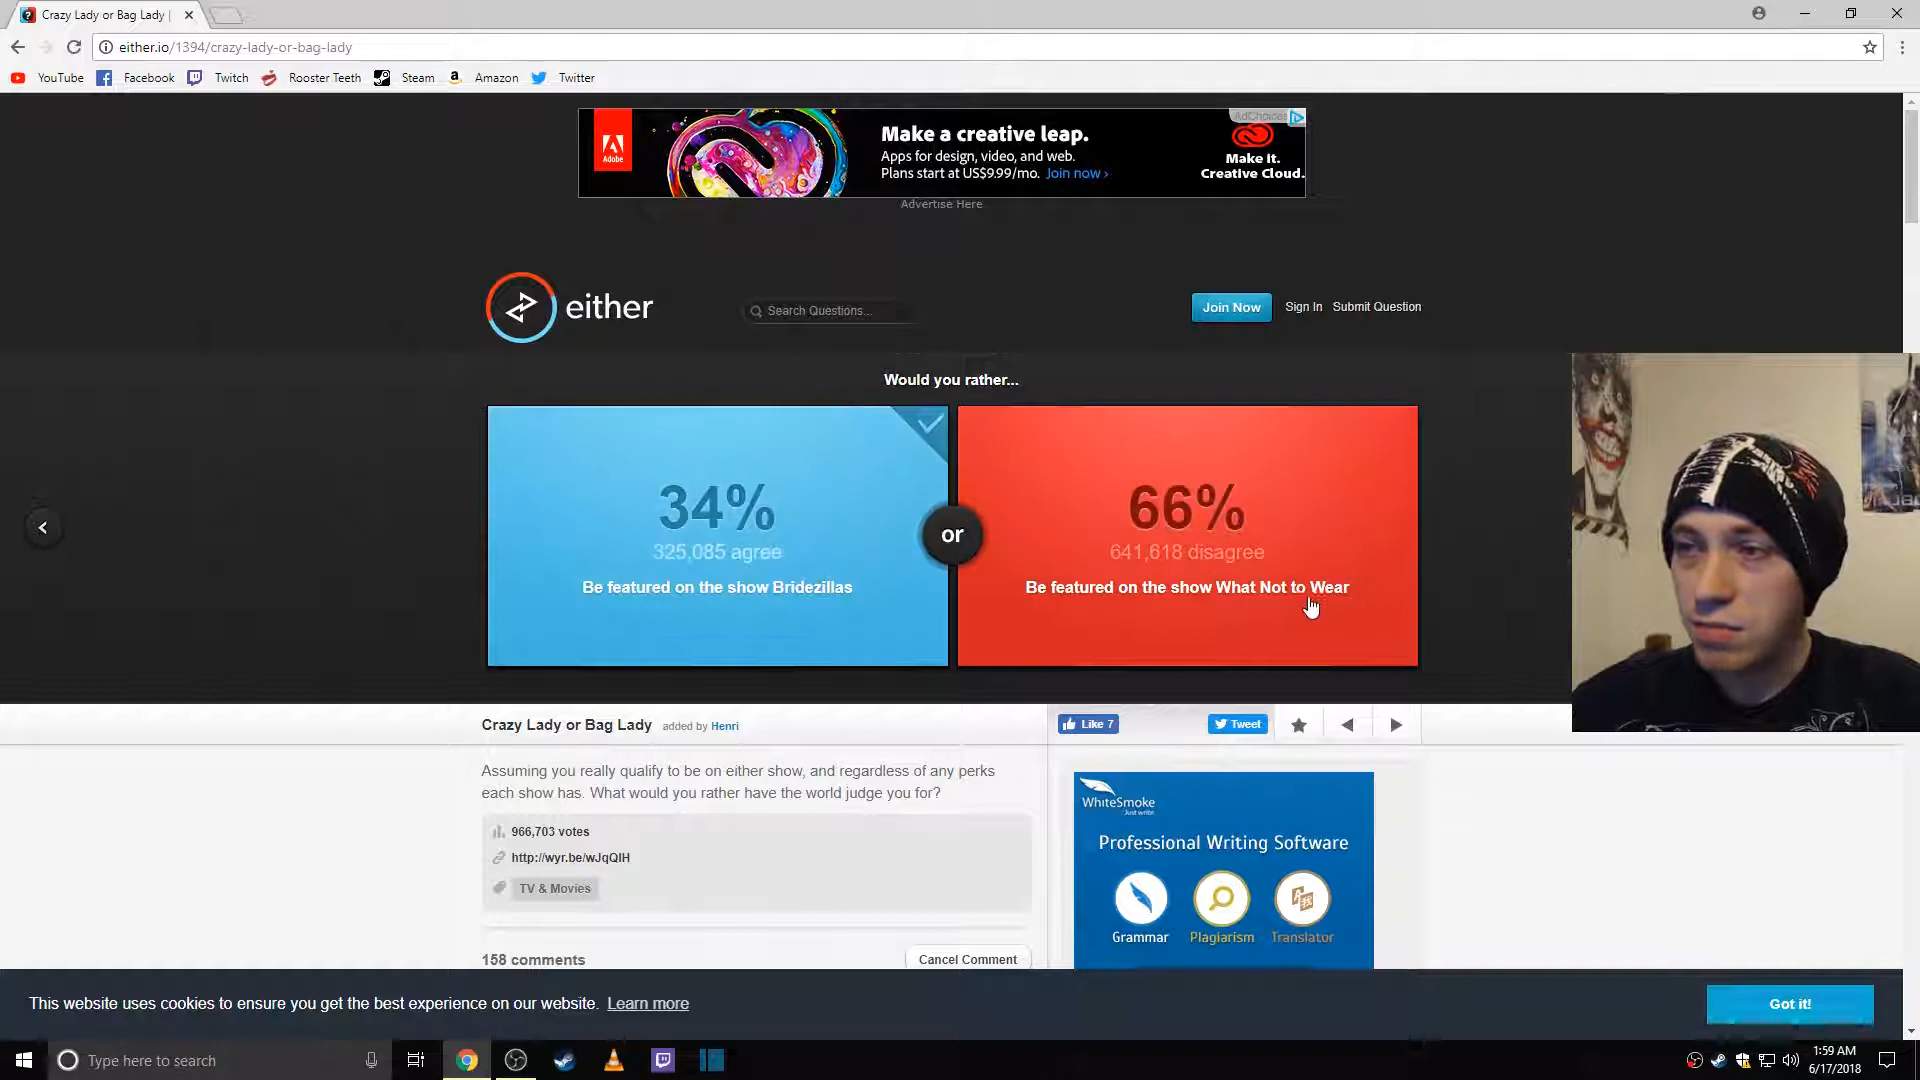 Crazy Lady or Bag Lady |
either.io/1394/crazy-lady-or-bag-lady
YouTube Facebook Twitch Rooster Teeth Steam Amazon Twitter
Adobe
Make a creative leap.
Apps for design, video, and web.
Plans start at US$9.99/mo. Join now ›
AdChoices
Make it.
Creative Cloud.
Advertise Here
either
Search Questions...
Join Now Sign In Submit Question
Would you rather...
34%
325,085 agree
Be featured on the show Bridezillas
or
66%
641,618 disagree
Be featured on the show What Not to Wear
Crazy Lady or Bag Lady added by Henri
Like 7
Tweet
Assuming you really qualify to be on either show, and regardless of any perks
each show has. What would you rather have the world judge you for?
966,703 votes
http://wyr.be/wJqQIH
TV & Movies
158 comments
Cancel Comment
WhiteSmoke
Just write.
Professional Writing Software
Grammar Plagiarism Translator
This website uses cookies to ensure you get the best experience on our website. Learn more
Got it!
Type here to search
1:59 AM
6/17/2018